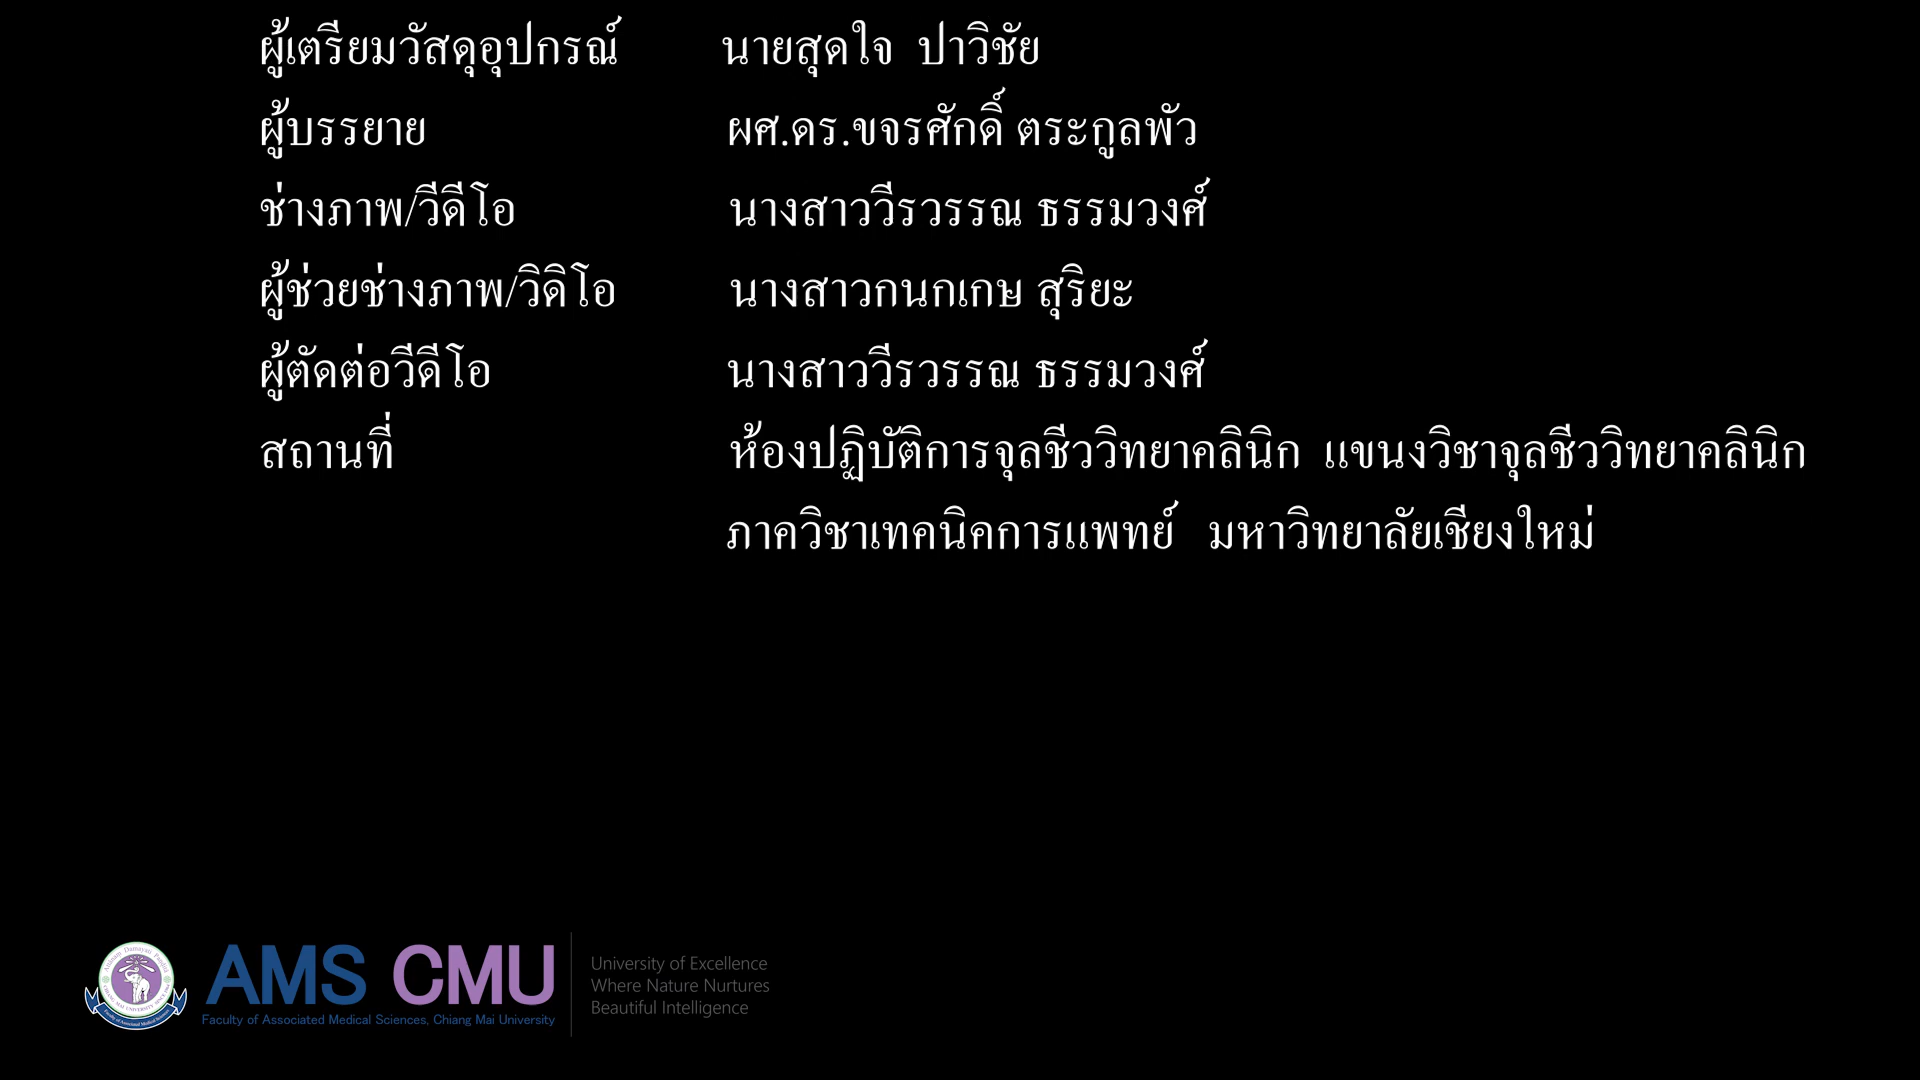 ผู้เตรียมวัสดุอุปกรณ์ นายสุดใจ ปาวิชัย
ผู้บรรยาย ผศ.ดร.ขจรศักดิ์ ตระกูลพัว
ช่างภาพ/วีดีโอ นางสาววีรวรรณ ธรรมวงศ์
ผู้ช่วยช่างภาพ/วิดิโอ นางสาวกนกเกษ สุริยะ
ผู้ตัดต่อวีดีโอ นางสาววีรวรรณ ธรรมวงศ์
สถานที่ ห้องปฏิบัติการจุลชีววิทยาคลินิก แขนงวิชาจุลชีววิทยาคลินิก
ภาควิชาเทคนิคการแพทย์ มหาวิทยาลัยเชียงใหม่
AMS CMU
Faculty of Associated Medical Sciences, Chiang Mai University
University of Excellence
Where Nature Nurtures
Beautiful Intelligence